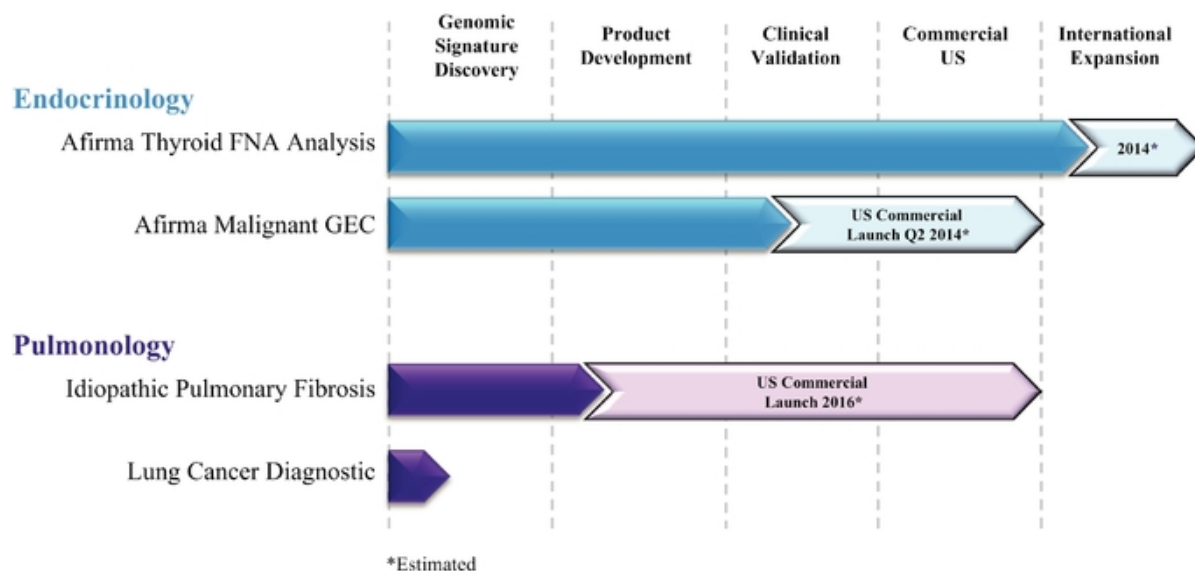 Genomic
Signature
Discovery
Product
Development
Clinical
Validation
Commercial
US
International
Expansion
Endocrinology
Afirma Thyroid FNA Analysis
2014*
Afirma Malignant GEC
US Commercial
Launch Q2 2014*
Pulmonology
Idiopathic Pulmonary Fibrosis
US Commercial
Launch 2016*
Lung Cancer Diagnostic
*Estimated